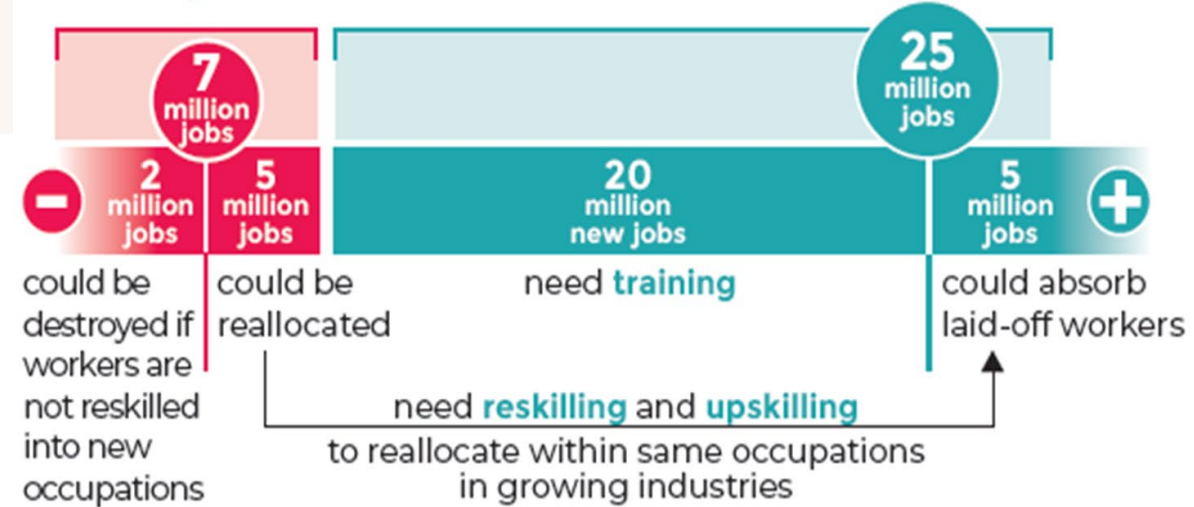 7
million
jobs
25
million
jobs
2
million
jobs
5
million
jobs
20
million
new jobs
5
million
jobs
could be
destroyed if
workers are
not reskilled
into new
occupations
could be
reallocated
need training
could absorb
laid-off workers
need reskilling and upskilling
to reallocate within same occupations
in growing industries